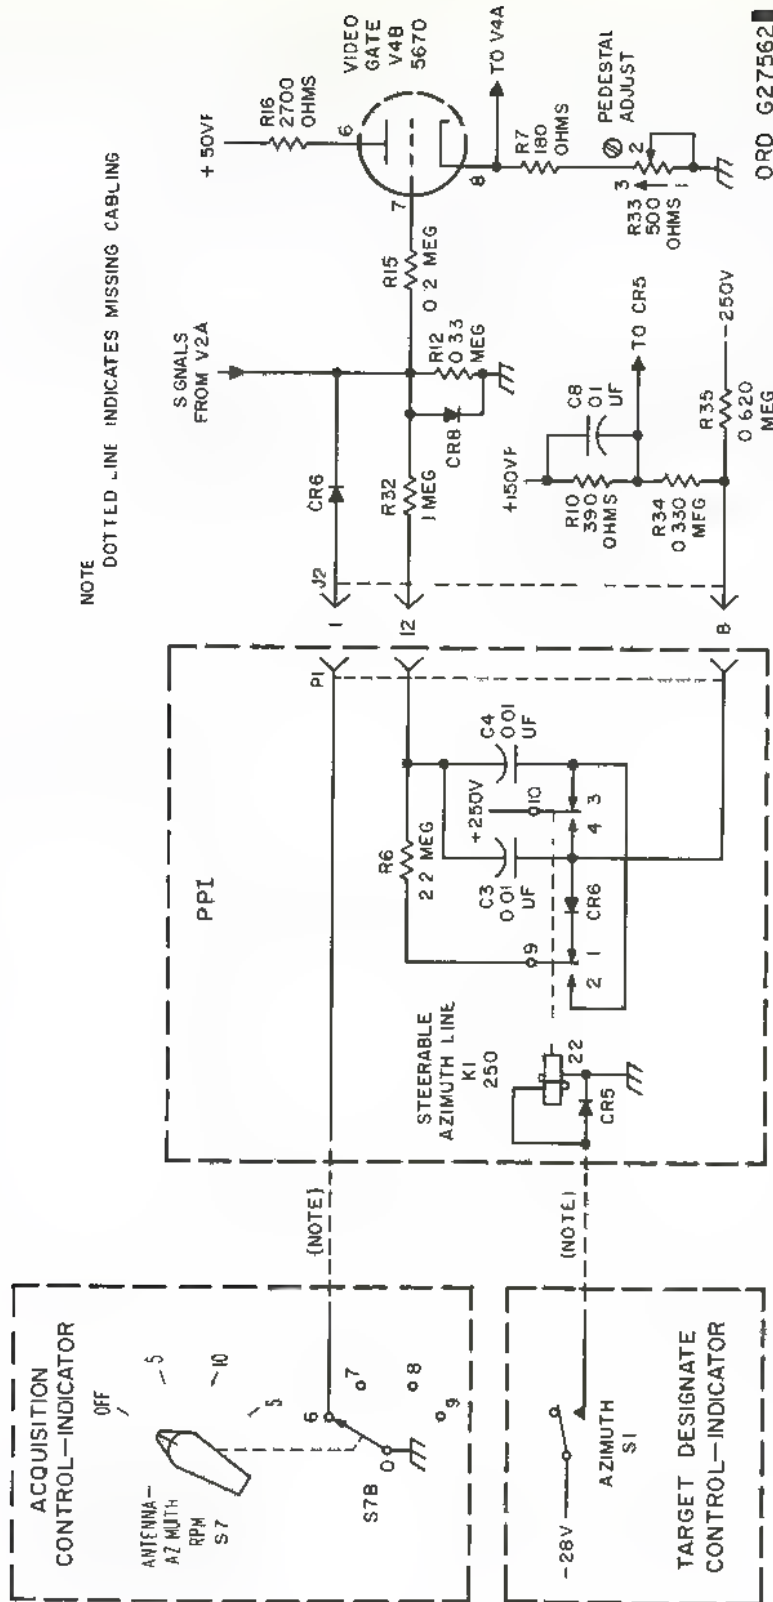 NOTE
DOTTED LINE INDICATES MISSING CABLING
ACQUISITION
CONTROL—INDICATOR
OFF
5
10
ANTENNA—
AZ MUTH
RPM
S7
6
7
8
9
0
S7B
(NOTE)
-28V
AZIMUTH
S1
TARGET DESIGNATE
CONTROL—INDICATOR
(NOTE)
PPI
P1
STEERABLE
AZIMUTH LINE
K1
250
22
CR5
R6
2 2 MEG
C3
0 01
UF
C4
0 01
UF
+250V
10
9
2
1
4
3
CR6
J2
1
12
8
CR6
S GNALS
FROM V2A
R32
1 MEG
CR8
R12
0 33
MEG
R15
0 2 MEG
+150VF
R10
390
OHMS
C8
01
UF
TO CR5
R34
0 330
MEG
R35
0 620
MEG
-250V
+ 50VF
R16
2700
OHMS
VIDEO
GATE
V4B
5670
6
7
8
TO V4A
R7
180
OHMS
PEDESTAL
ADJUST
R33
500
OHMS
3
2
ORD G27562